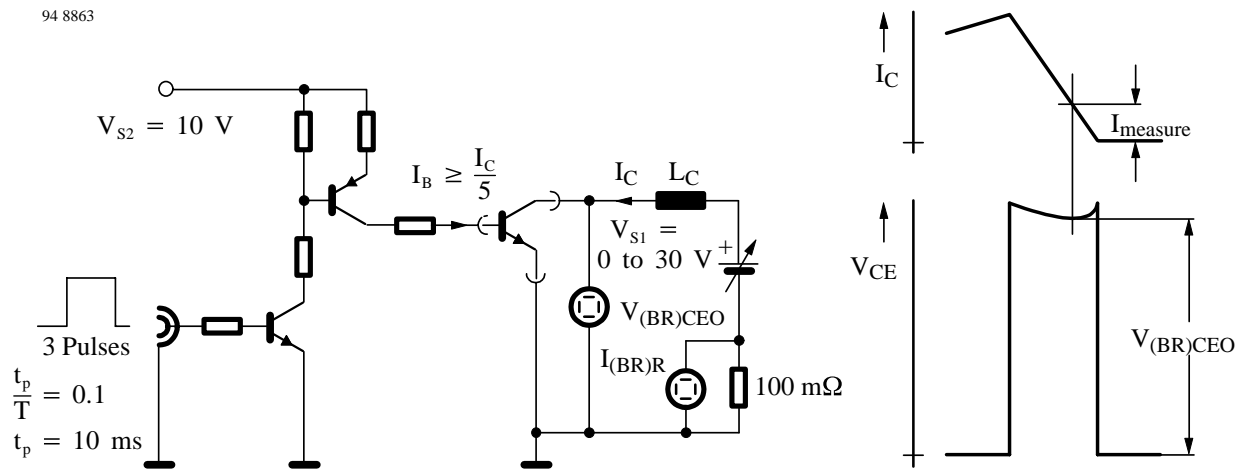 94 8863
V_S2 = 10 V
I_B ≥ I_C/5
I_C
L_C
V_S1 =
0 to 30 V
+
V_(BR)CEO
I_(BR)R
100 mΩ
3 Pulses
t_p/T = 0.1
t_p = 10 ms
I_C
I_measure
V_CE
V_(BR)CEO